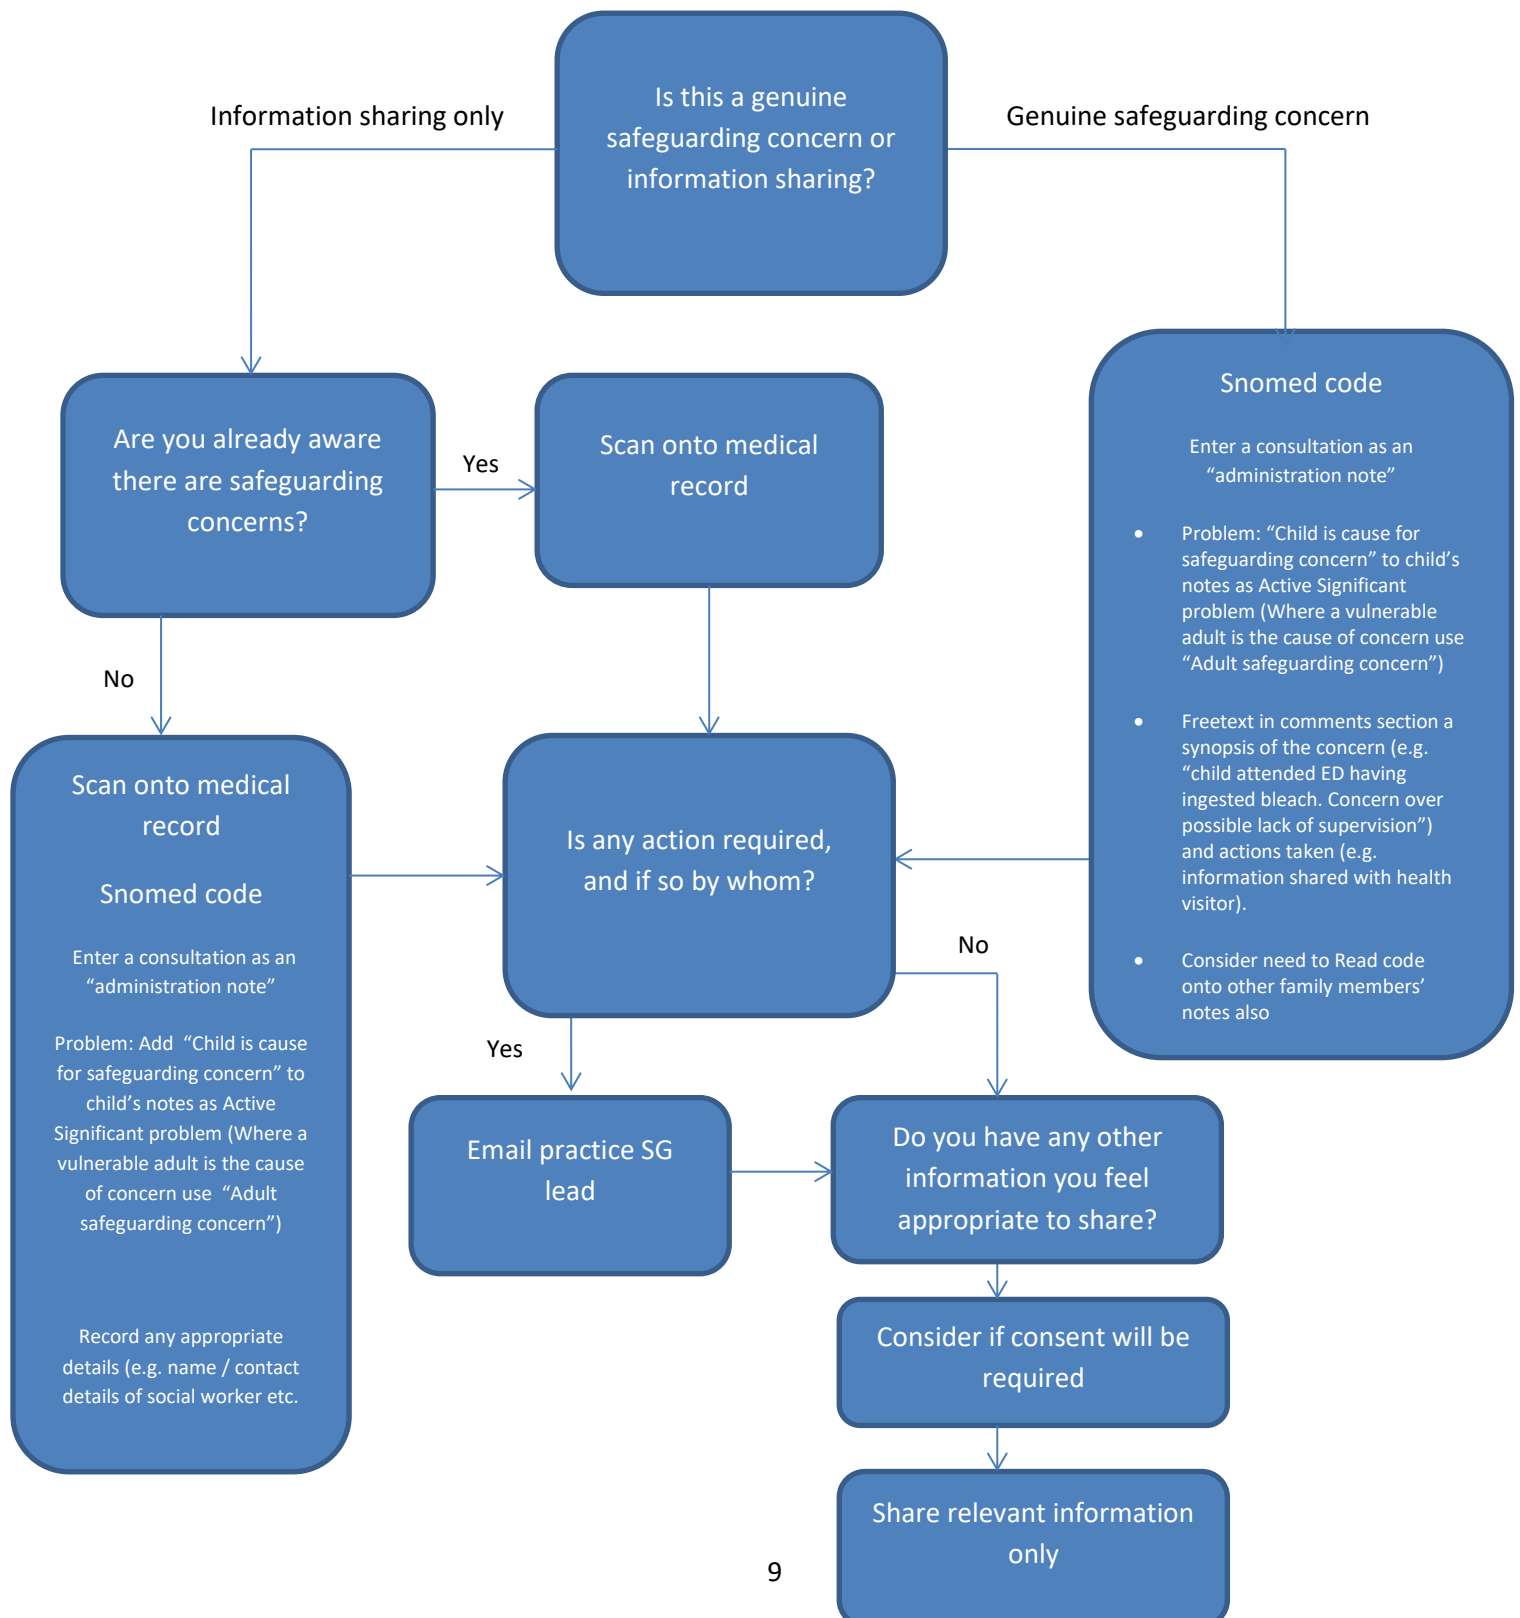 Is this a genuine
safeguarding concern or
information sharing?
Information sharing only
Genuine safeguarding concern
Are you already aware
there are safeguarding
concerns?
Yes
Scan onto medical
record
No
Scan onto medical
record
Snomed code
Enter a consultation as an
“administration note”
Problem: Add “Child is cause
for safeguarding concern” to
child’s notes as Active
Significant problem (Where a
vulnerable adult is the cause
of concern use “Adult
safeguarding concern”)
Record any appropriate
details (e.g. name / contact
details of social worker etc.
Snomed code
Enter a consultation as an
“administration note”
• Problem: “Child is cause for
safeguarding concern” to child’s
notes as Active Significant
problem (Where a vulnerable
adult is the cause of concern use
“Adult safeguarding concern”)
• Freetext in comments section a
synopsis of the concern (e.g.
“child attended ED having
ingested bleach. Concern over
possible lack of supervision”)
and actions taken (e.g.
information shared with health
visitor).
• Consider need to Read code
onto other family members’
notes also
Is any action required,
and if so by whom?
Yes
No
Email practice SG
lead
Do you have any other
information you feel
appropriate to share?
Consider if consent will be
required
Share relevant information
only
9